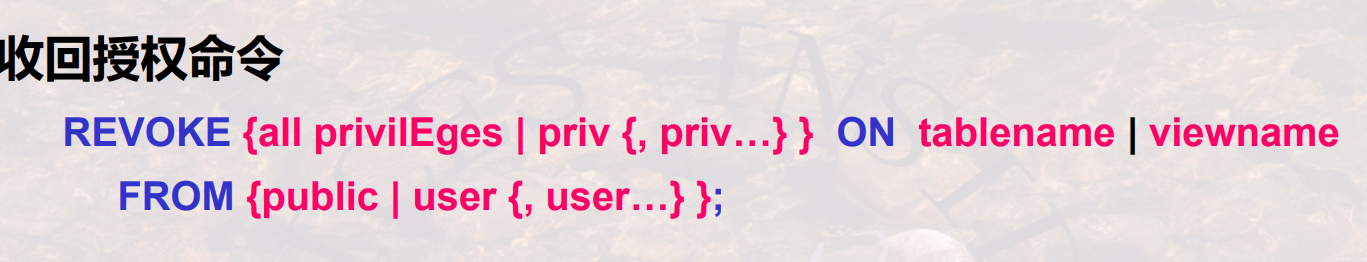 收回授权命令
REVOKE {all privilEges | priv {, priv…} } ON tablename | viewname
FROM {public | user {, user…} };